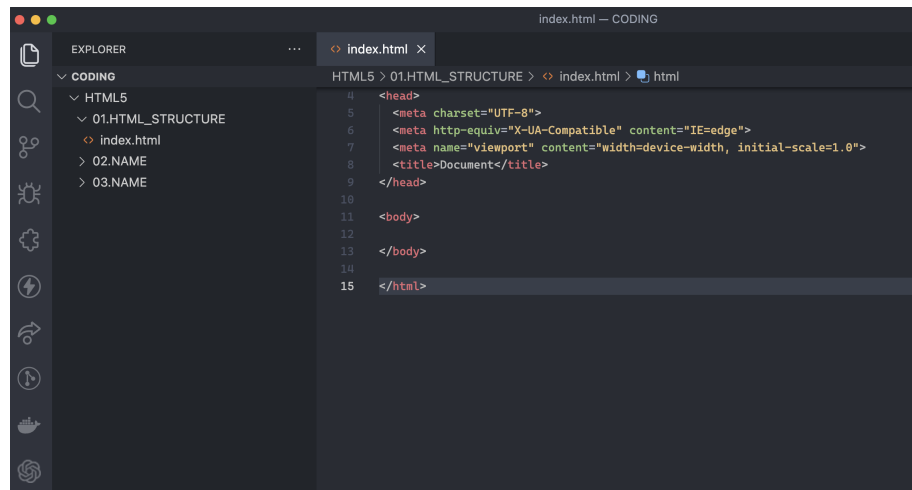 index.html — CODING
EXPLORER
CODING
HTML5
01.HTML_STRUCTURE
index.html
02.NAME
03.NAME
index.html
HTML5 > 01.HTML_STRUCTURE > index.html > html
4 <head>
5 <meta charset="UTF-8">
6 <meta http-equiv="X-UA-Compatible" content="IE=edge">
7 <meta name="viewport" content="width=device-width, initial-scale=1.0">
8 <title>Document</title>
9 </head>
10
11 <body>
12
13 </body>
14
15 </html>